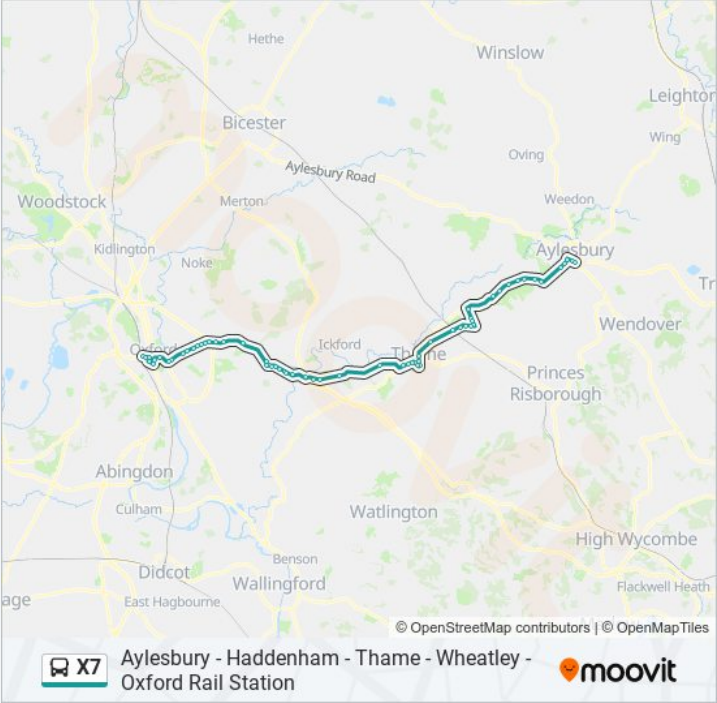 Hethe
Winslow
Leighton
Bicester
Wing
Oving
Aylesbury Road
Weedon
Woodstock
Merton
Kidlington
Aylesbury
Noke
Tr
Wendover
Oxford
Ickford
Thame
Princes
Risborough
Abingdon
Culham
Watlington
High Wycombe
Benson
Didcot
Wallingford
Flackwell Heath
age
East Hagbourne
© OpenStreetMap contributors | © OpenMapTiles
X7
Aylesbury - Haddenham - Thame - Wheatley -
Oxford Rail Station
moovit